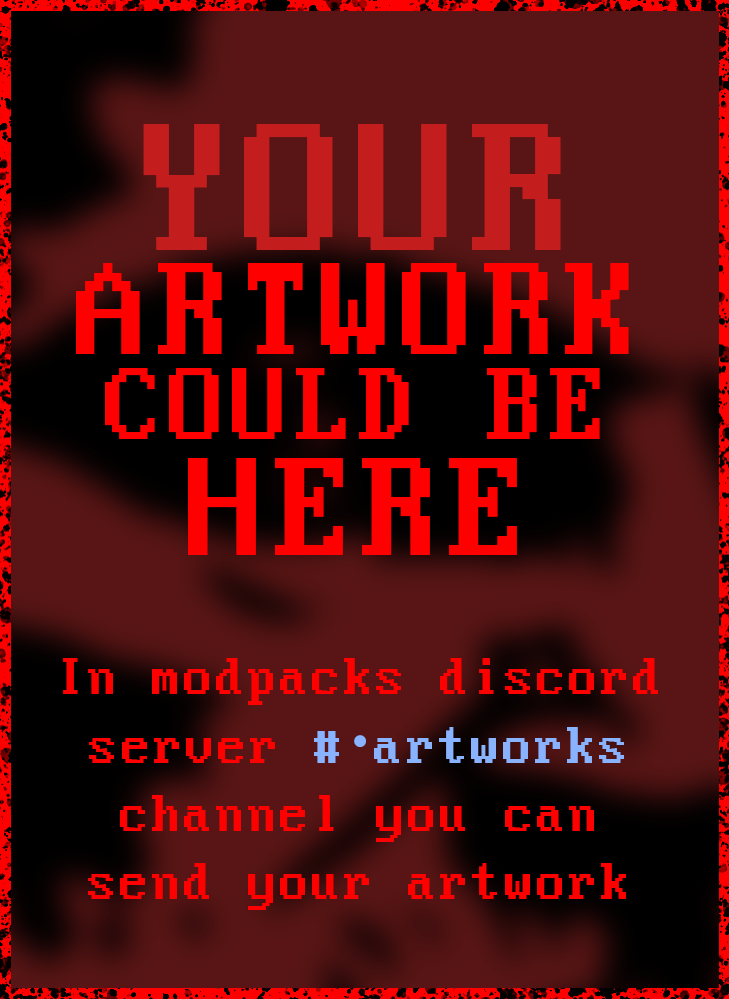 YOUR
ARTWORK
COULD BE
HERE
In modpacks discord
server #•artworks
channel you can
send your artwork